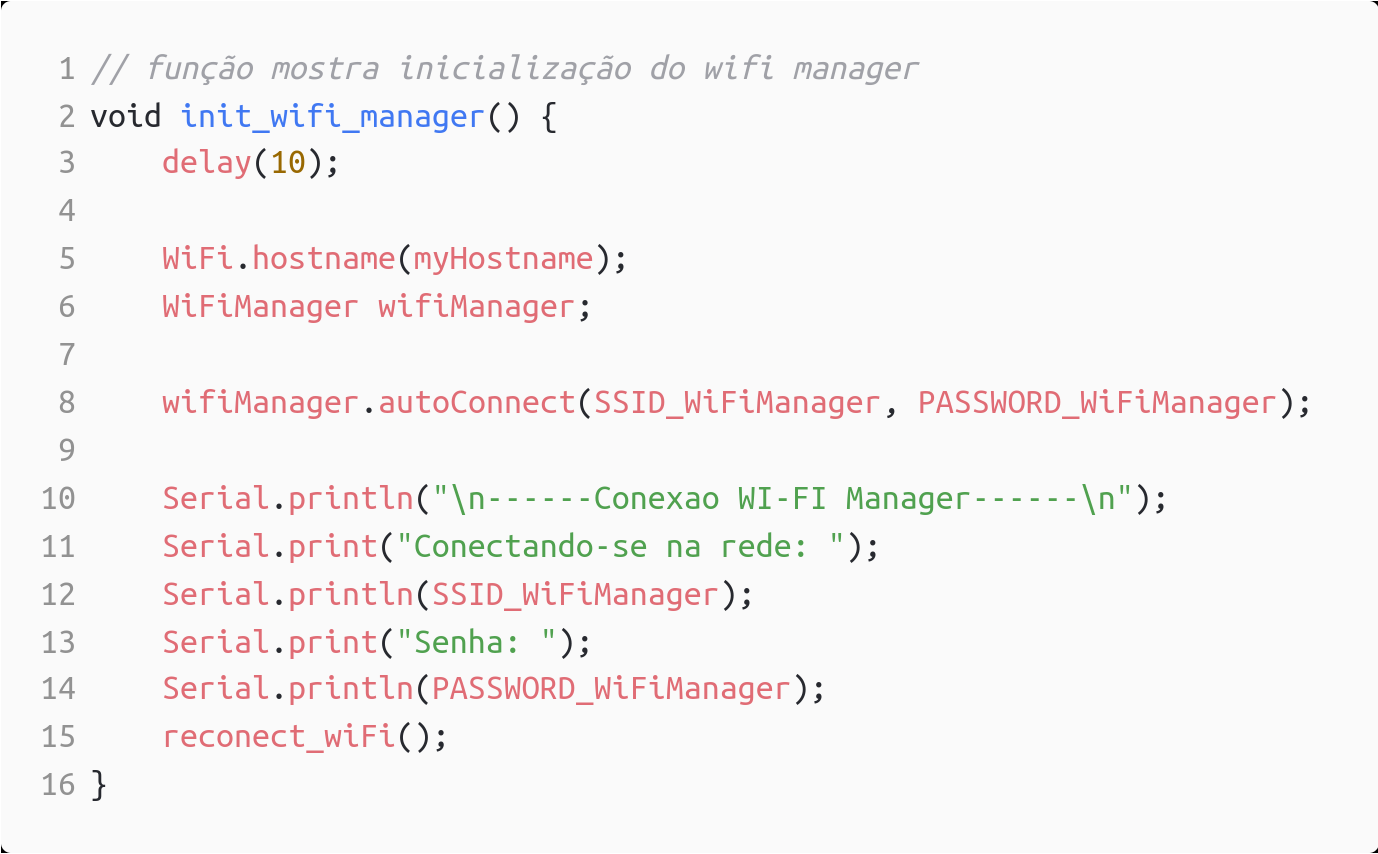 1 // função mostra inicialização do wifi manager
2 void init_wifi_manager() {
3     delay(10);
4
5     WiFi.hostname(myHostname);
6     WiFiManager wifiManager;
7
8     wifiManager.autoConnect(SSID_WiFiManager, PASSWORD_WiFiManager);
9
10     Serial.println("\n------Conexao WI-FI Manager------\n");
11     Serial.print("Conectando-se na rede: ");
12     Serial.println(SSID_WiFiManager);
13     Serial.print("Senha: ");
14     Serial.println(PASSWORD_WiFiManager);
15     reconect_wiFi();
16 }